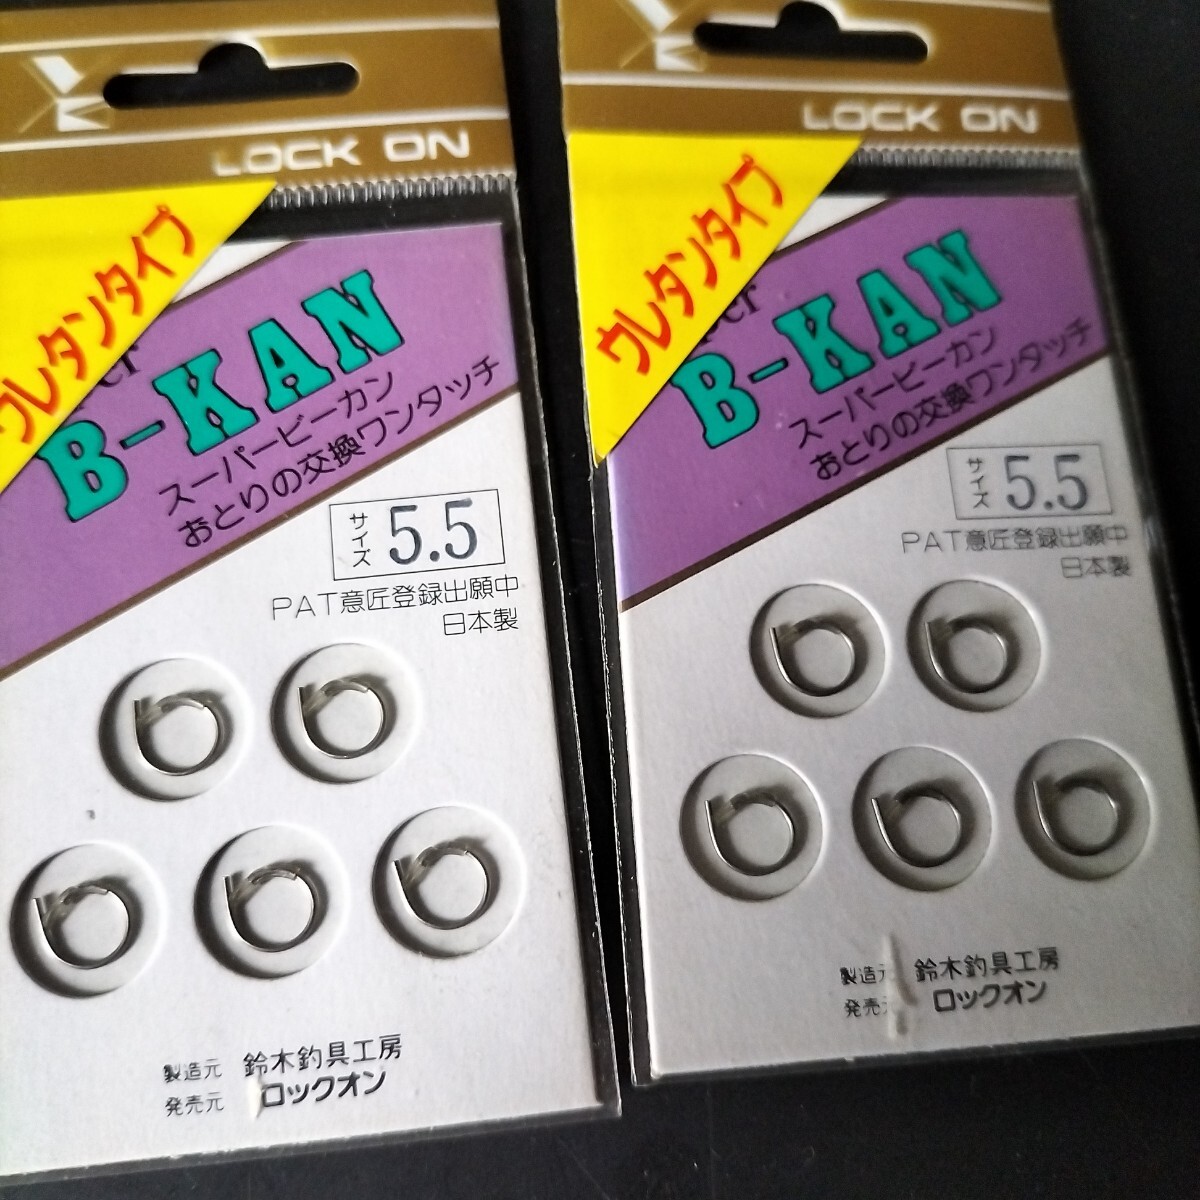 LOCK ON
ウレタンタイプ
B-KAN
スーパービーカン
おとりの交換ワンタッチ
サイズ 5.5
PAT意匠登録出願中
日本製
製造元 鈴木釣具工房
発売元 ロックオン
LOCK ON
ウレタンタイプ
B-KAN
スーパービーカン
おとりの交換ワンタッチ
サイズ 5.5
PAT意匠登録出願中
日本製
製造元 鈴木釣具工房
発売元 ロックオン